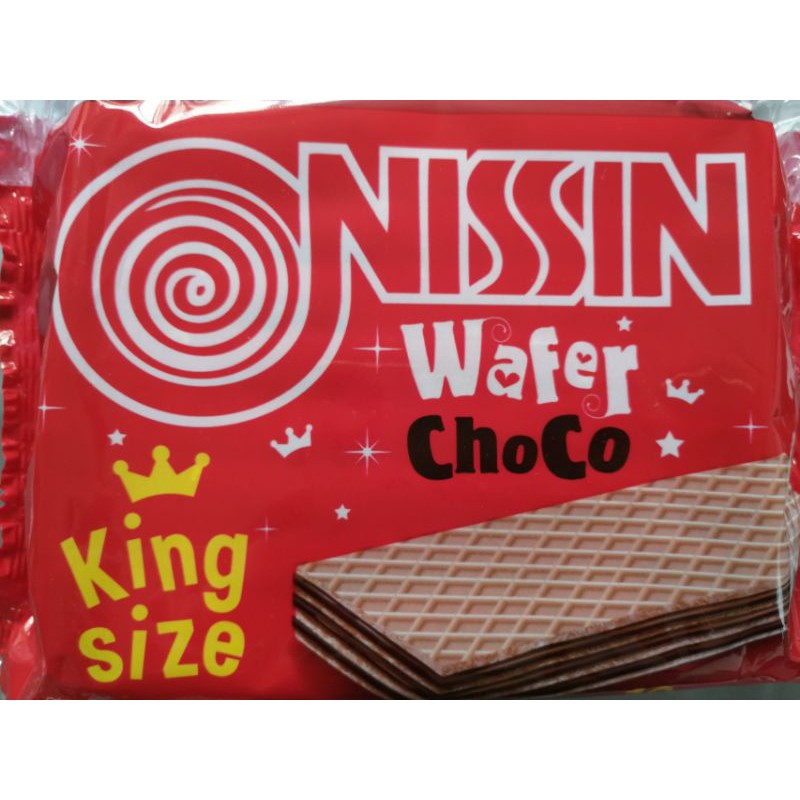 NISSIN
Wafer
ChoCo
King
size